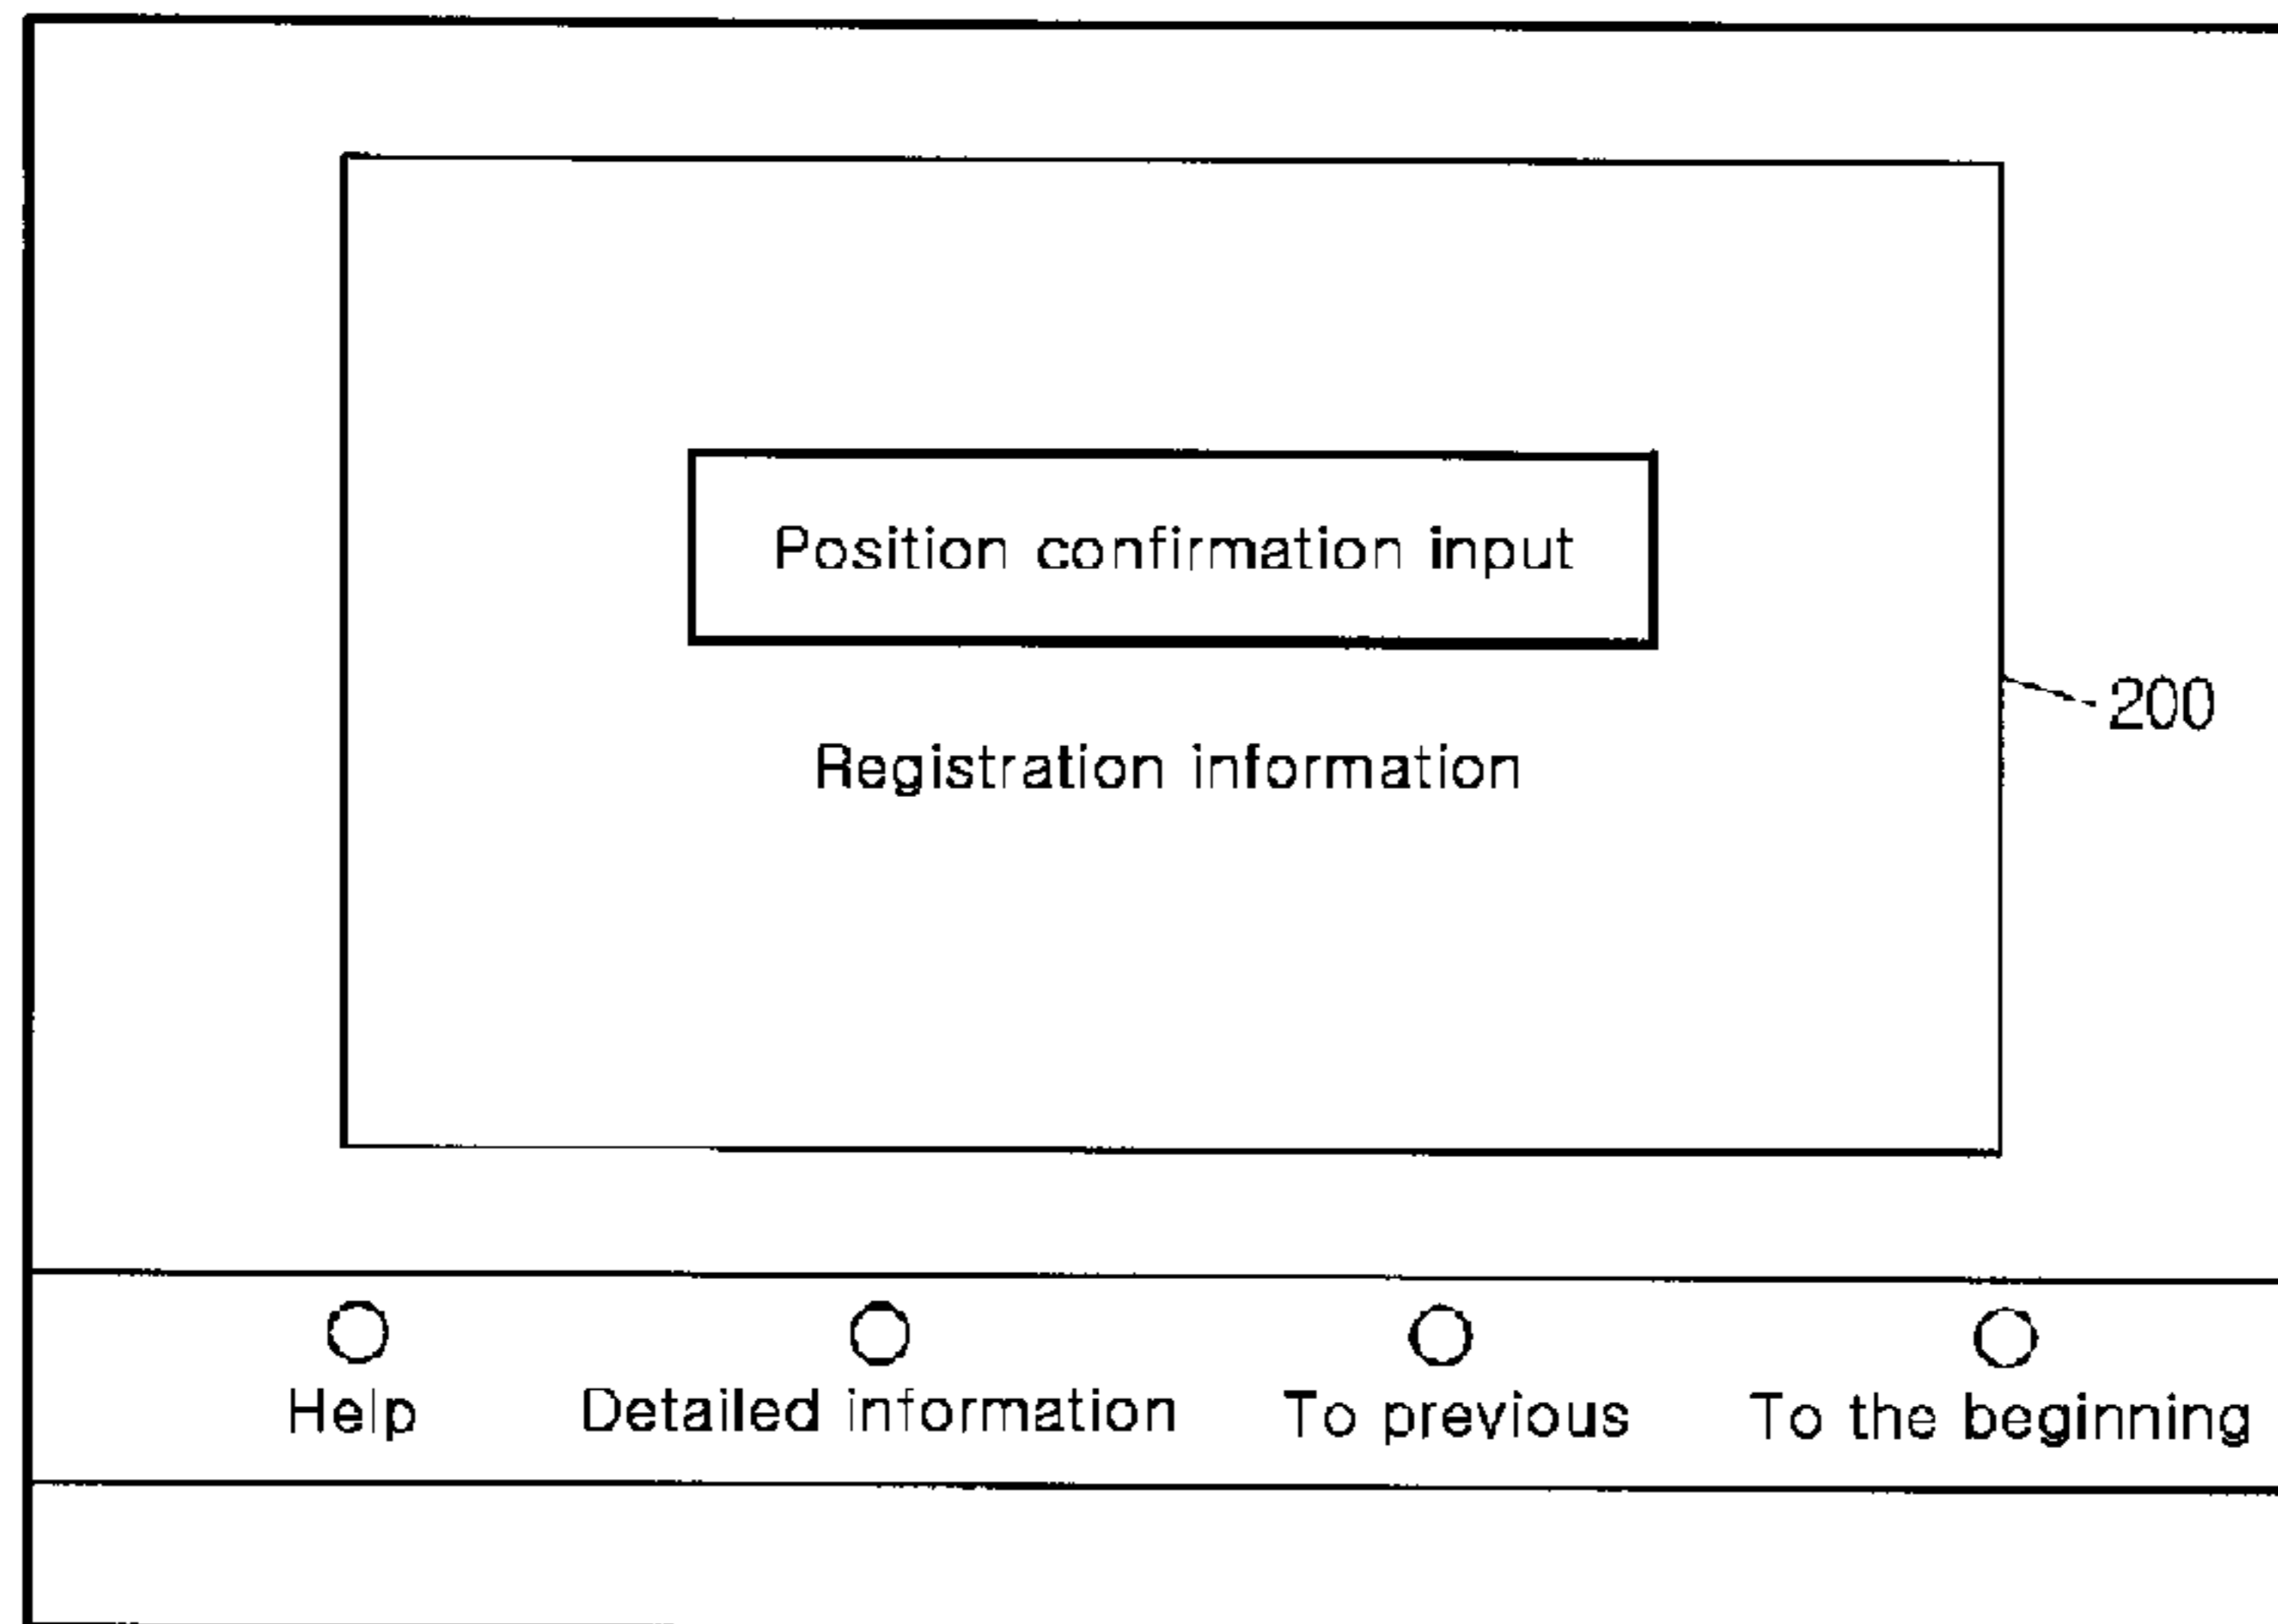 Position confirmation input
200
Registration information
Help Detailed information To previous To the beginning